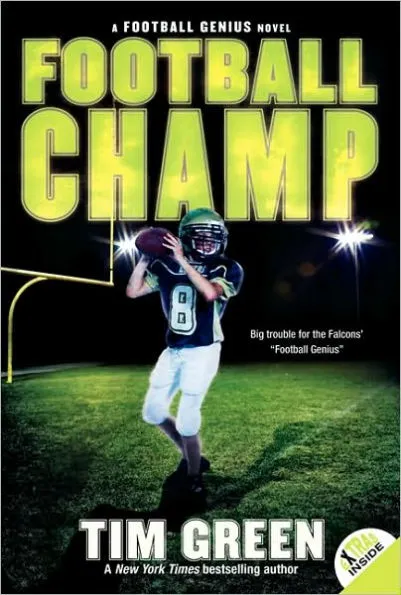 A FOOTBALL GENIUS NOVEL
FOOTBALL
CHAMP
8
Big trouble for the Falcons'
"Football Genius"
TIM GREEN
A New York Times bestselling author
EXTRAS
INSIDE